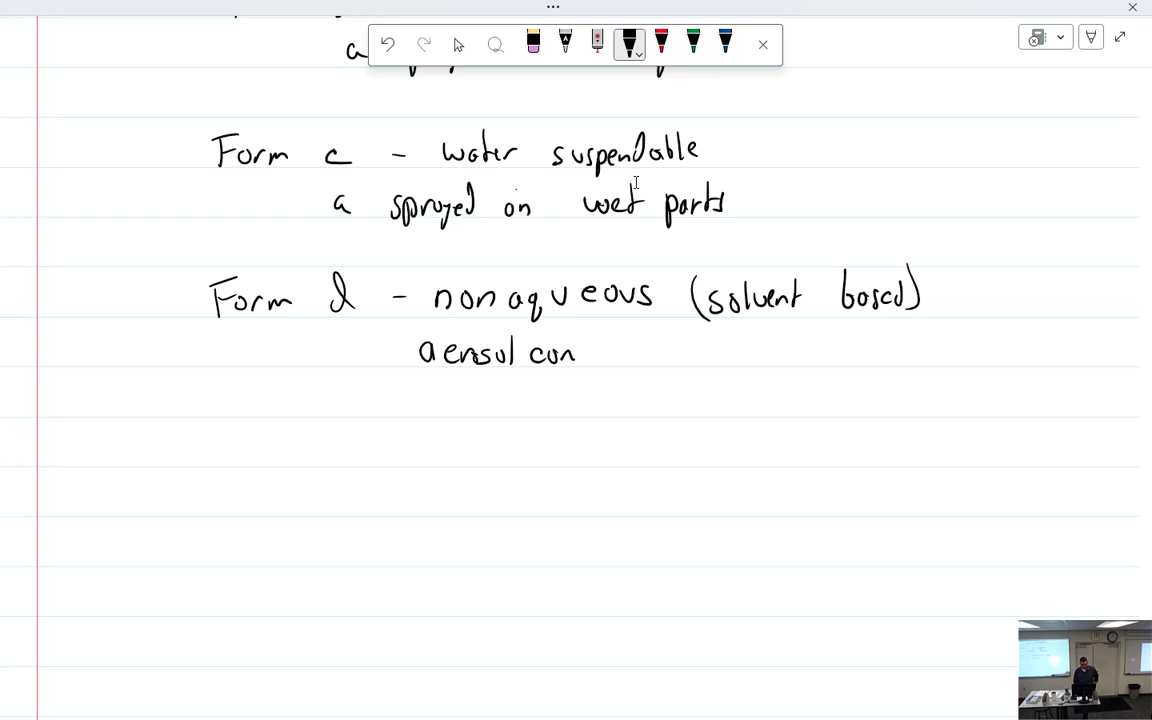 a
Form c - water suspendable
a sprayed on wet parts
Form d - nonaqueous (solvent based)
aerosol can